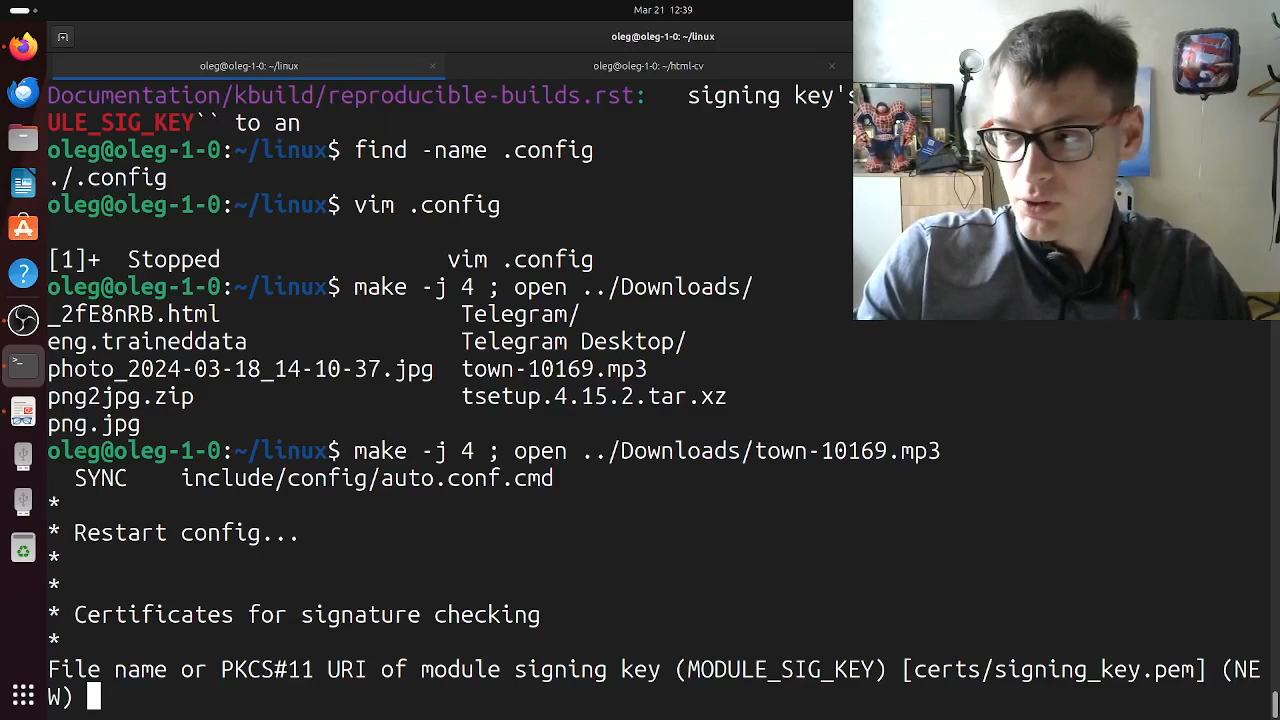 Mar 21 12:39
oleg@oleg-1-0: ~/linux
oleg@oleg-1-0: ~/linux × oleg@oleg-1-0: ~/html-cv ×
Documentation/kbuild/reproducible-builds.rst:   signing key's
ULE_SIG_KEY`` to an
oleg@oleg-1-0:~/linux$ find -name .config
./.config
oleg@oleg-1-0:~/linux$ vim .config
[1]+  Stopped                 vim .config
oleg@oleg-1-0:~/linux$ make -j 4 ; open ../Downloads/
_2fE8nRB.html                  Telegram/
eng.traineddata                Telegram Desktop/
photo_2024-03-18_14-10-37.jpg  town-10169.mp3
png2jpg.zip                    tsetup.4.15.2.tar.xz
png.jpg
oleg@oleg-1-0:~/linux$ make -j 4 ; open ../Downloads/town-10169.mp3
SYNC    include/config/auto.conf.cmd
*
* Restart config...
*
*
* Certificates for signature checking
*
File name or PKCS#11 URI of module signing key (MODULE_SIG_KEY) [certs/signing_key.pem] (NE
W)